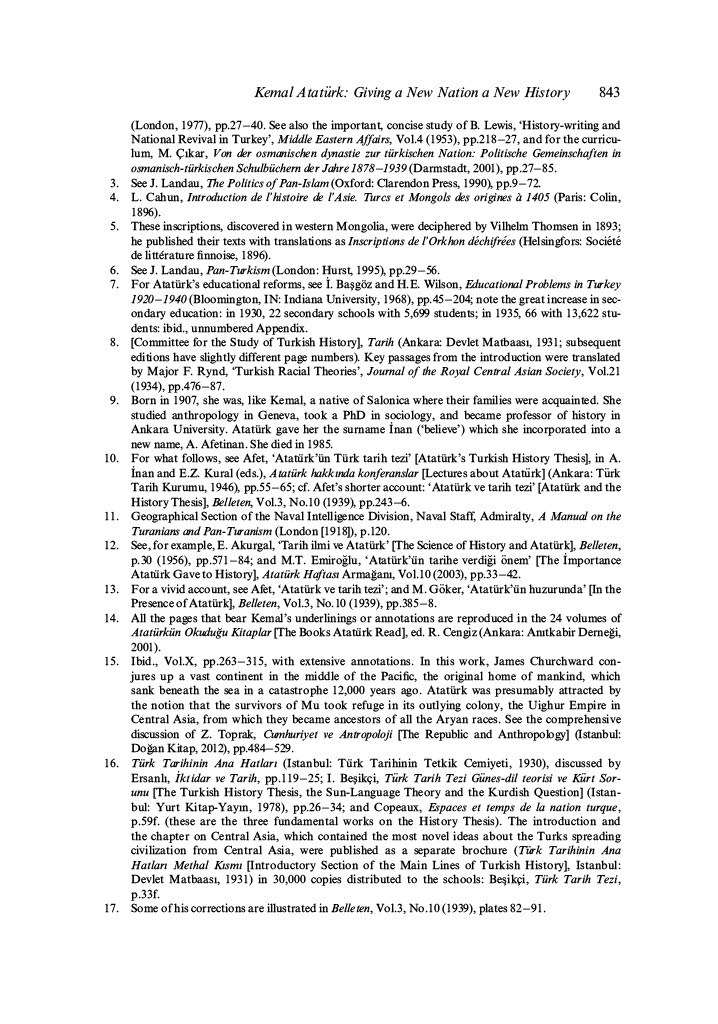 Kemal Atatürk: Giving a New Nation a New History 843
(London, 1977), pp.27–40. See also the important, concise study of B. Lewis, ‘History-writing and
National Revival in Turkey’, Middle Eastern Affairs, Vol.4 (1953), pp.218–27, and for the curricu-
lum, M. Çıkar, Von der osmanischen dynastie zur türkischen Nation: Politische Gemeinschaften in
osmanisch-türkischen Schulbüchern der Jahre 1878–1939 (Darmstadt, 2001), pp.27–85.
3. See J. Landau, The Politics of Pan-Islam (Oxford: Clarendon Press, 1990), pp.9–72.
4. L. Cahun, Introduction de l'histoire de l'Asie. Turcs et Mongols des origines à 1405 (Paris: Colin,
1896).
5. These inscriptions, discovered in western Mongolia, were deciphered by Vilhelm Thomsen in 1893;
he published their texts with translations as Inscriptions de l'Orkhon déchifrées (Helsingfors: Société
de littérature finnoise, 1896).
6. See J. Landau, Pan-Turkism (London: Hurst, 1995), pp.29–56.
7. For Atatürk’s educational reforms, see İ. Başgöz and H.E. Wilson, Educational Problems in Turkey
1920–1940 (Bloomington, IN: Indiana University, 1968), pp.45–204; note the great increase in sec-
ondary education: in 1930, 22 secondary schools with 5,699 students; in 1935, 66 with 13,622 stu-
dents: ibid., unnumbered Appendix.
8. [Committee for the Study of Turkish History], Tarih (Ankara: Devlet Matbaası, 1931; subsequent
editions have slightly different page numbers). Key passages from the introduction were translated
by Major F. Rynd, ‘Turkish Racial Theories’, Journal of the Royal Central Asian Society, Vol.21
(1934), pp.476–87.
9. Born in 1907, she was, like Kemal, a native of Salonica where their families were acquainted. She
studied anthropology in Geneva, took a PhD in sociology, and became professor of history in
Ankara University. Atatürk gave her the surname İnan (‘believe’) which she incorporated into a
new name, A. Afetinan. She died in 1985.
10. For what follows, see Afet, ‘Atatürk’ün Türk tarih tezi’ [Atatürk’s Turkish History Thesis], in A.
İnan and E.Z. Kural (eds.), Atatürk hakkında konferanslar [Lectures about Atatürk] (Ankara: Türk
Tarih Kurumu, 1946), pp.55–65; cf. Afet’s shorter account: ‘Atatürk ve tarih tezi’ [Atatürk and the
History Thesis], Belleten, Vol.3, No.10 (1939), pp.243–6.
11. Geographical Section of the Naval Intelligence Division, Naval Staff, Admiralty, A Manual on the
Turanians and Pan-Turanism (London [1918]), p.120.
12. See, for example, E. Akurgal, ‘Tarih ilmi ve Atatürk’ [The Science of History and Atatürk], Belleten,
p.30 (1956), pp.571–84; and M.T. Emiroğlu, ‘Atatürk’ün tarihe verdiği önem’ [The İmportance
Atatürk Gave to History], Atatürk Haftası Armağanı, Vol.10 (2003), pp.33–42.
13. For a vivid account, see Afet, ‘Atatürk ve tarih tezi’; and M. Göker, ‘Atatürk’ün huzurunda’ [In the
Presence of Atatürk], Belleten, Vol.3, No.10 (1939), pp.385–8.
14. All the pages that bear Kemal’s underlinings or annotations are reproduced in the 24 volumes of
Atatürkün Okuduğu Kitaplar [The Books Atatürk Read], ed. R. Cengiz (Ankara: Anıtkabir Derneği,
2001).
15. Ibid., Vol.X, pp.263–315, with extensive annotations. In this work, James Churchward con-
jures up a vast continent in the middle of the Pacific, the original home of mankind, which
sank beneath the sea in a catastrophe 12,000 years ago. Atatürk was presumably attracted by
the notion that the survivors of Mu took refuge in its outlying colony, the Uighur Empire in
Central Asia, from which they became ancestors of all the Aryan races. See the comprehensive
discussion of Z. Toprak, Cumhuriyet ve Antropoloji [The Republic and Anthropology] (Istanbul:
Doğan Kitap, 2012), pp.484–529.
16. Türk Tarihinin Ana Hatları (Istanbul: Türk Tarihinin Tetkik Cemiyeti, 1930), discussed by
Ersanlı, İktidar ve Tarih, pp.119–25; I. Beşikçi, Türk Tarih Tezi Günes-dil teorisi ve Kürt Sor-
unu [The Turkish History Thesis, the Sun-Language Theory and the Kurdish Question] (Istan-
bul: Yurt Kitap-Yayın, 1978), pp.26–34; and Copeaux, Espaces et temps de la nation turque,
p.59f. (these are the three fundamental works on the History Thesis). The introduction and
the chapter on Central Asia, which contained the most novel ideas about the Turks spreading
civilization from Central Asia, were published as a separate brochure (Türk Tarihinin Ana
Hatları Methal Kısmı [Introductory Section of the Main Lines of Turkish History], Istanbul:
Devlet Matbaası, 1931) in 30,000 copies distributed to the schools: Beşikçi, Türk Tarih Tezi,
p.33f.
17. Some of his corrections are illustrated in Belleten, Vol.3, No.10 (1939), plates 82–91.